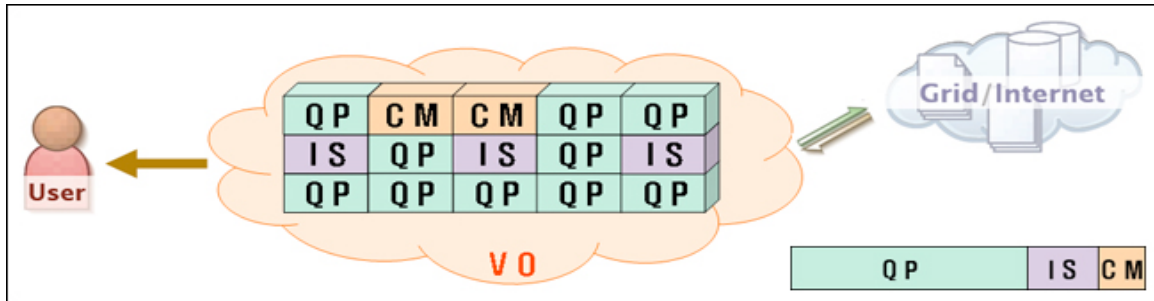 Grid/Internet
QP CM CM QP QP
IS QP IS QP IS
QP QP QP QP QP
User
VO
QP IS CM